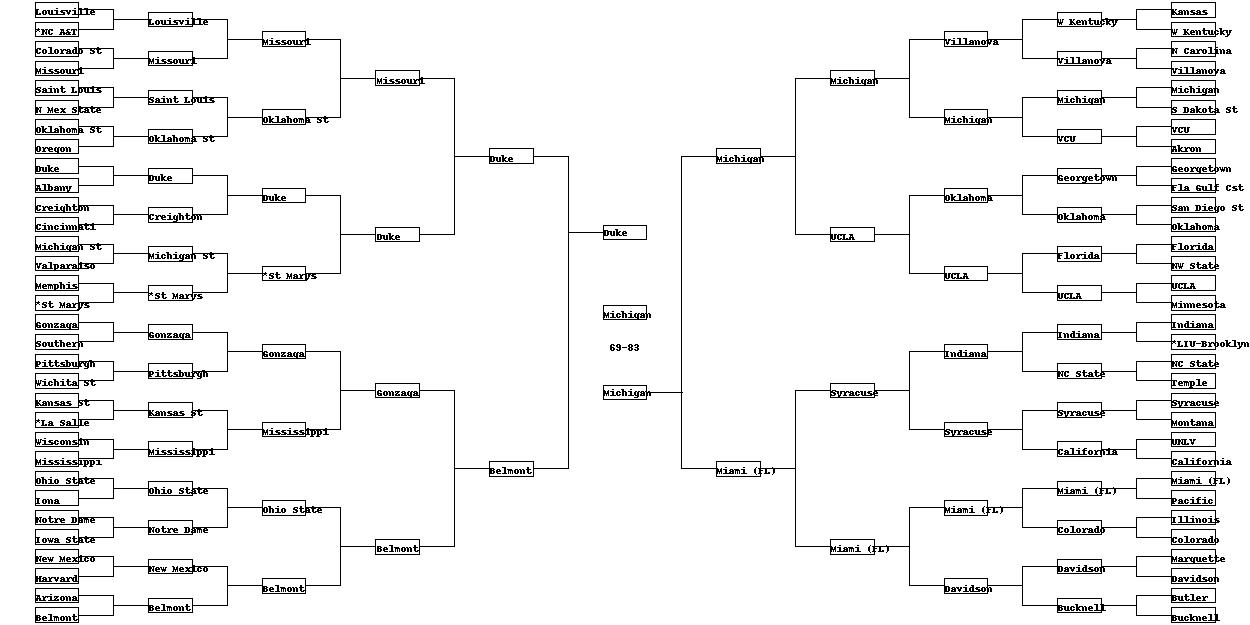 Louisville
*NC A&T
Colorado St
Missouri
Saint Louis
N Mex State
Oklahoma St
Oregon
Duke
Albany
Creighton
Cincinnati
Michigan St
Valparaiso
Memphis
*St Marys
Gonzaga
Southern
Pittsburgh
Wichita St
Kansas St
*La Salle
Wisconsin
Mississippi
Ohio State
Iona
Notre Dame
Iowa State
New Mexico
Harvard
Arizona
Belmont
Louisville
Missouri
Saint Louis
Oklahoma St
Duke
Creighton
Michigan St
*St Marys
Gonzaga
Pittsburgh
Kansas St
Mississippi
Ohio State
Notre Dame
New Mexico
Belmont
Missouri
Oklahoma St
Duke
*St Marys
Gonzaga
Mississippi
Ohio State
Belmont
Missouri
Duke
Gonzaga
Belmont
Duke
Belmont
Duke
Michigan
69-83
Michigan
Michigan
Miami (FL)
Michigan
UCLA
Syracuse
Miami (FL)
Villanova
Michigan
Oklahoma
UCLA
Indiana
Syracuse
Miami (FL)
Davidson
W Kentucky
Villanova
Michigan
VCU
Georgetown
Oklahoma
Florida
UCLA
Indiana
NC State
Syracuse
California
Miami (FL)
Colorado
Davidson
Bucknell
Kansas
W Kentucky
N Carolina
Villanova
Michigan
S Dakota St
VCU
Akron
Georgetown
Fla Gulf Cst
San Diego St
Oklahoma
Florida
NW State
UCLA
Minnesota
Indiana
*LIU-Brooklyn
NC State
Temple
Syracuse
Montana
UNLV
California
Miami (FL)
Pacific
Illinois
Colorado
Marquette
Davidson
Butler
Bucknell